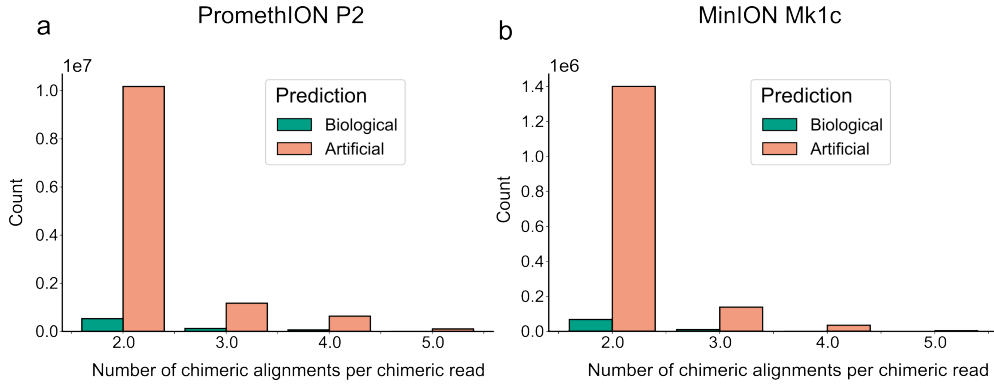 a
PromethION P2
1e7
Count
1.0
0.8
0.6
0.4
0.2
0.0
Prediction
Biological
Artificial
2.0 3.0 4.0 5.0
Number of chimeric alignments per chimeric read
b
MinION Mk1c
1e6
Count
1.4
1.2
1.0
0.8
0.6
0.4
0.2
0.0
Prediction
Biological
Artificial
2.0 3.0 4.0 5.0
Number of chimeric alignments per chimeric read